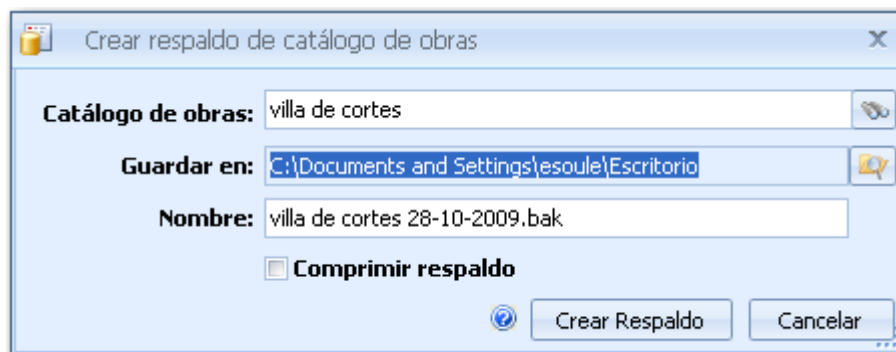 Crear respaldo de catálogo de obras
Catálogo de obras: villa de cortes
Guardar en: C:\Documents and Settings\esoule\Escritorio
Nombre: villa de cortes 28-10-2009.bak
Comprimir respaldo
Crear Respaldo Cancelar